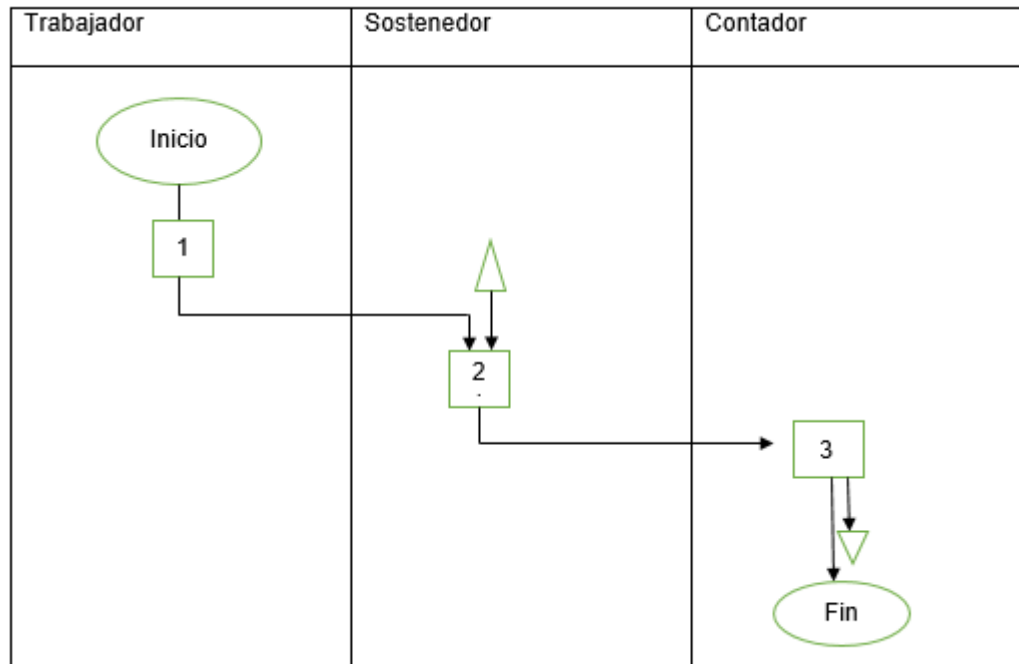 Trabajador
Sostenedor
Contador
Inicio
1
2
.
3
Fin